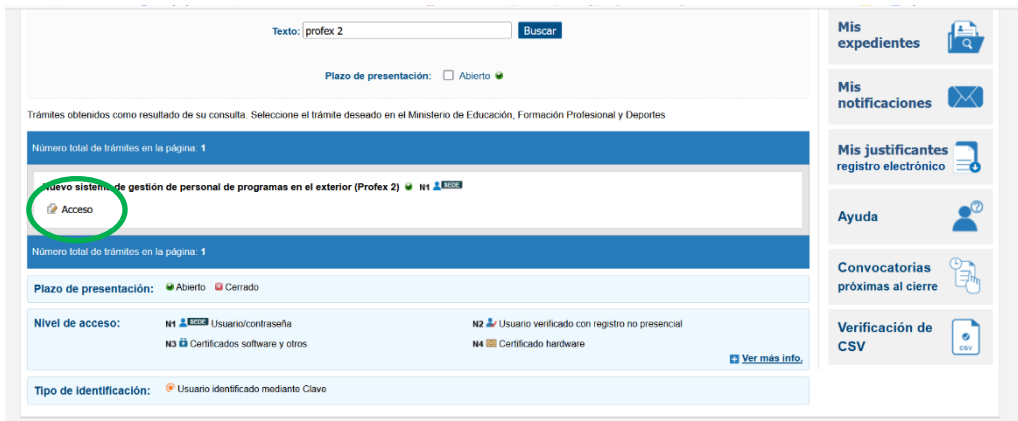 Texto: profex 2 Buscar
Plazo de presentación: Abierto
Trámites obtenidos como resultado de su consulta. Seleccione el trámite deseado en el Ministerio de Educación, Formación Profesional y Deportes
Número total de trámites en la página: 1
Nuevo sistema de gestión de personal de programas en el exterior (Profex 2) N1 SEDE
Acceso
Número total de trámites en la página: 1
Plazo de presentación: Abierto Cerrado
Nivel de acceso: N1 SEDE Usuario/contraseña N2 Usuario verificado con registro no presencial
N3 Certificados software y otros N4 Certificado hardware
Ver más info.
Tipo de identificación: Usuario identificado mediante Clave
Mis
expedientes
Mis
notificaciones
Mis justificantes
registro electrónico
Ayuda
Convocatorias
próximas al cierre
Verificación de
CSV
CSV